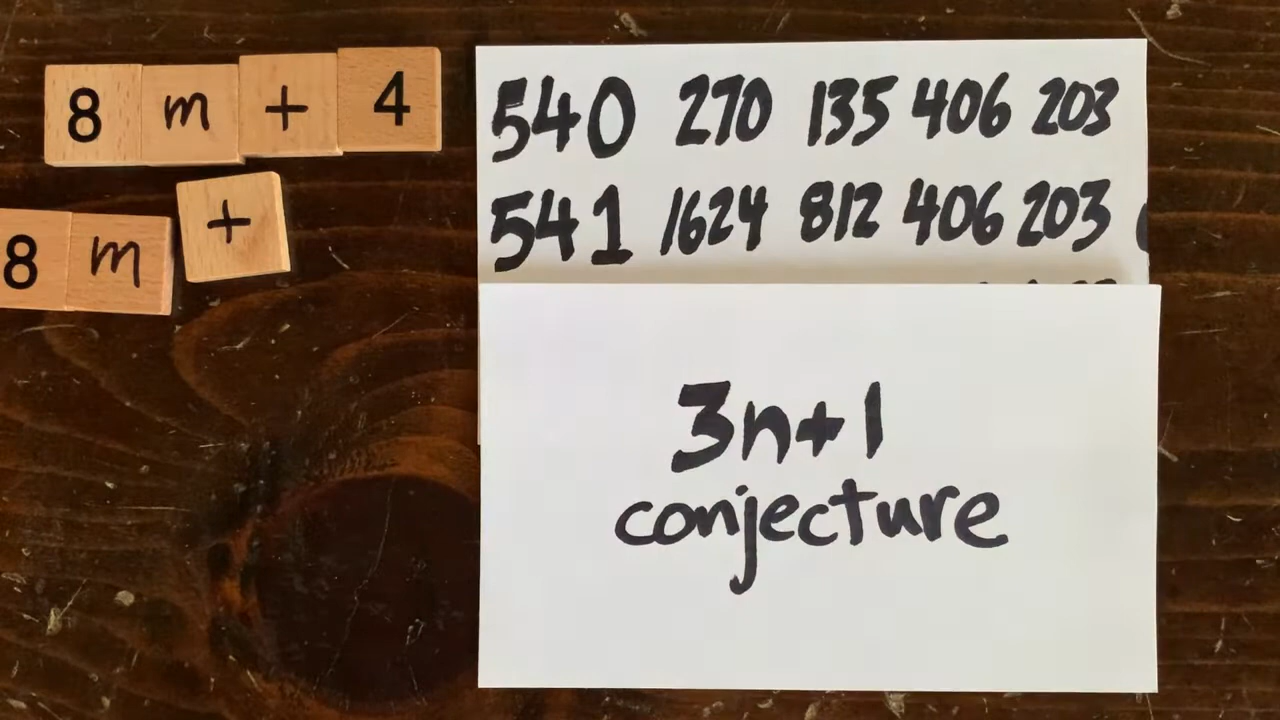 8 m + 4
8 m +
540 270 135 406 203
541 1624 812 406 203
3n+1
conjecture